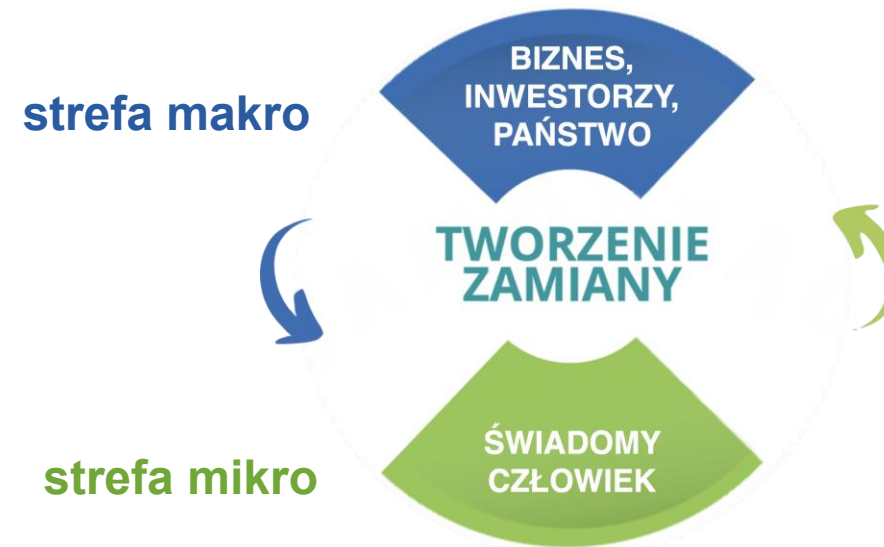 BIZNES,
INWESTORZY,
PAŃSTWO
strefa makro
TWORZENIE
ZAMIANY
ŚWIADOMY
CZŁOWIEK
strefa mikro